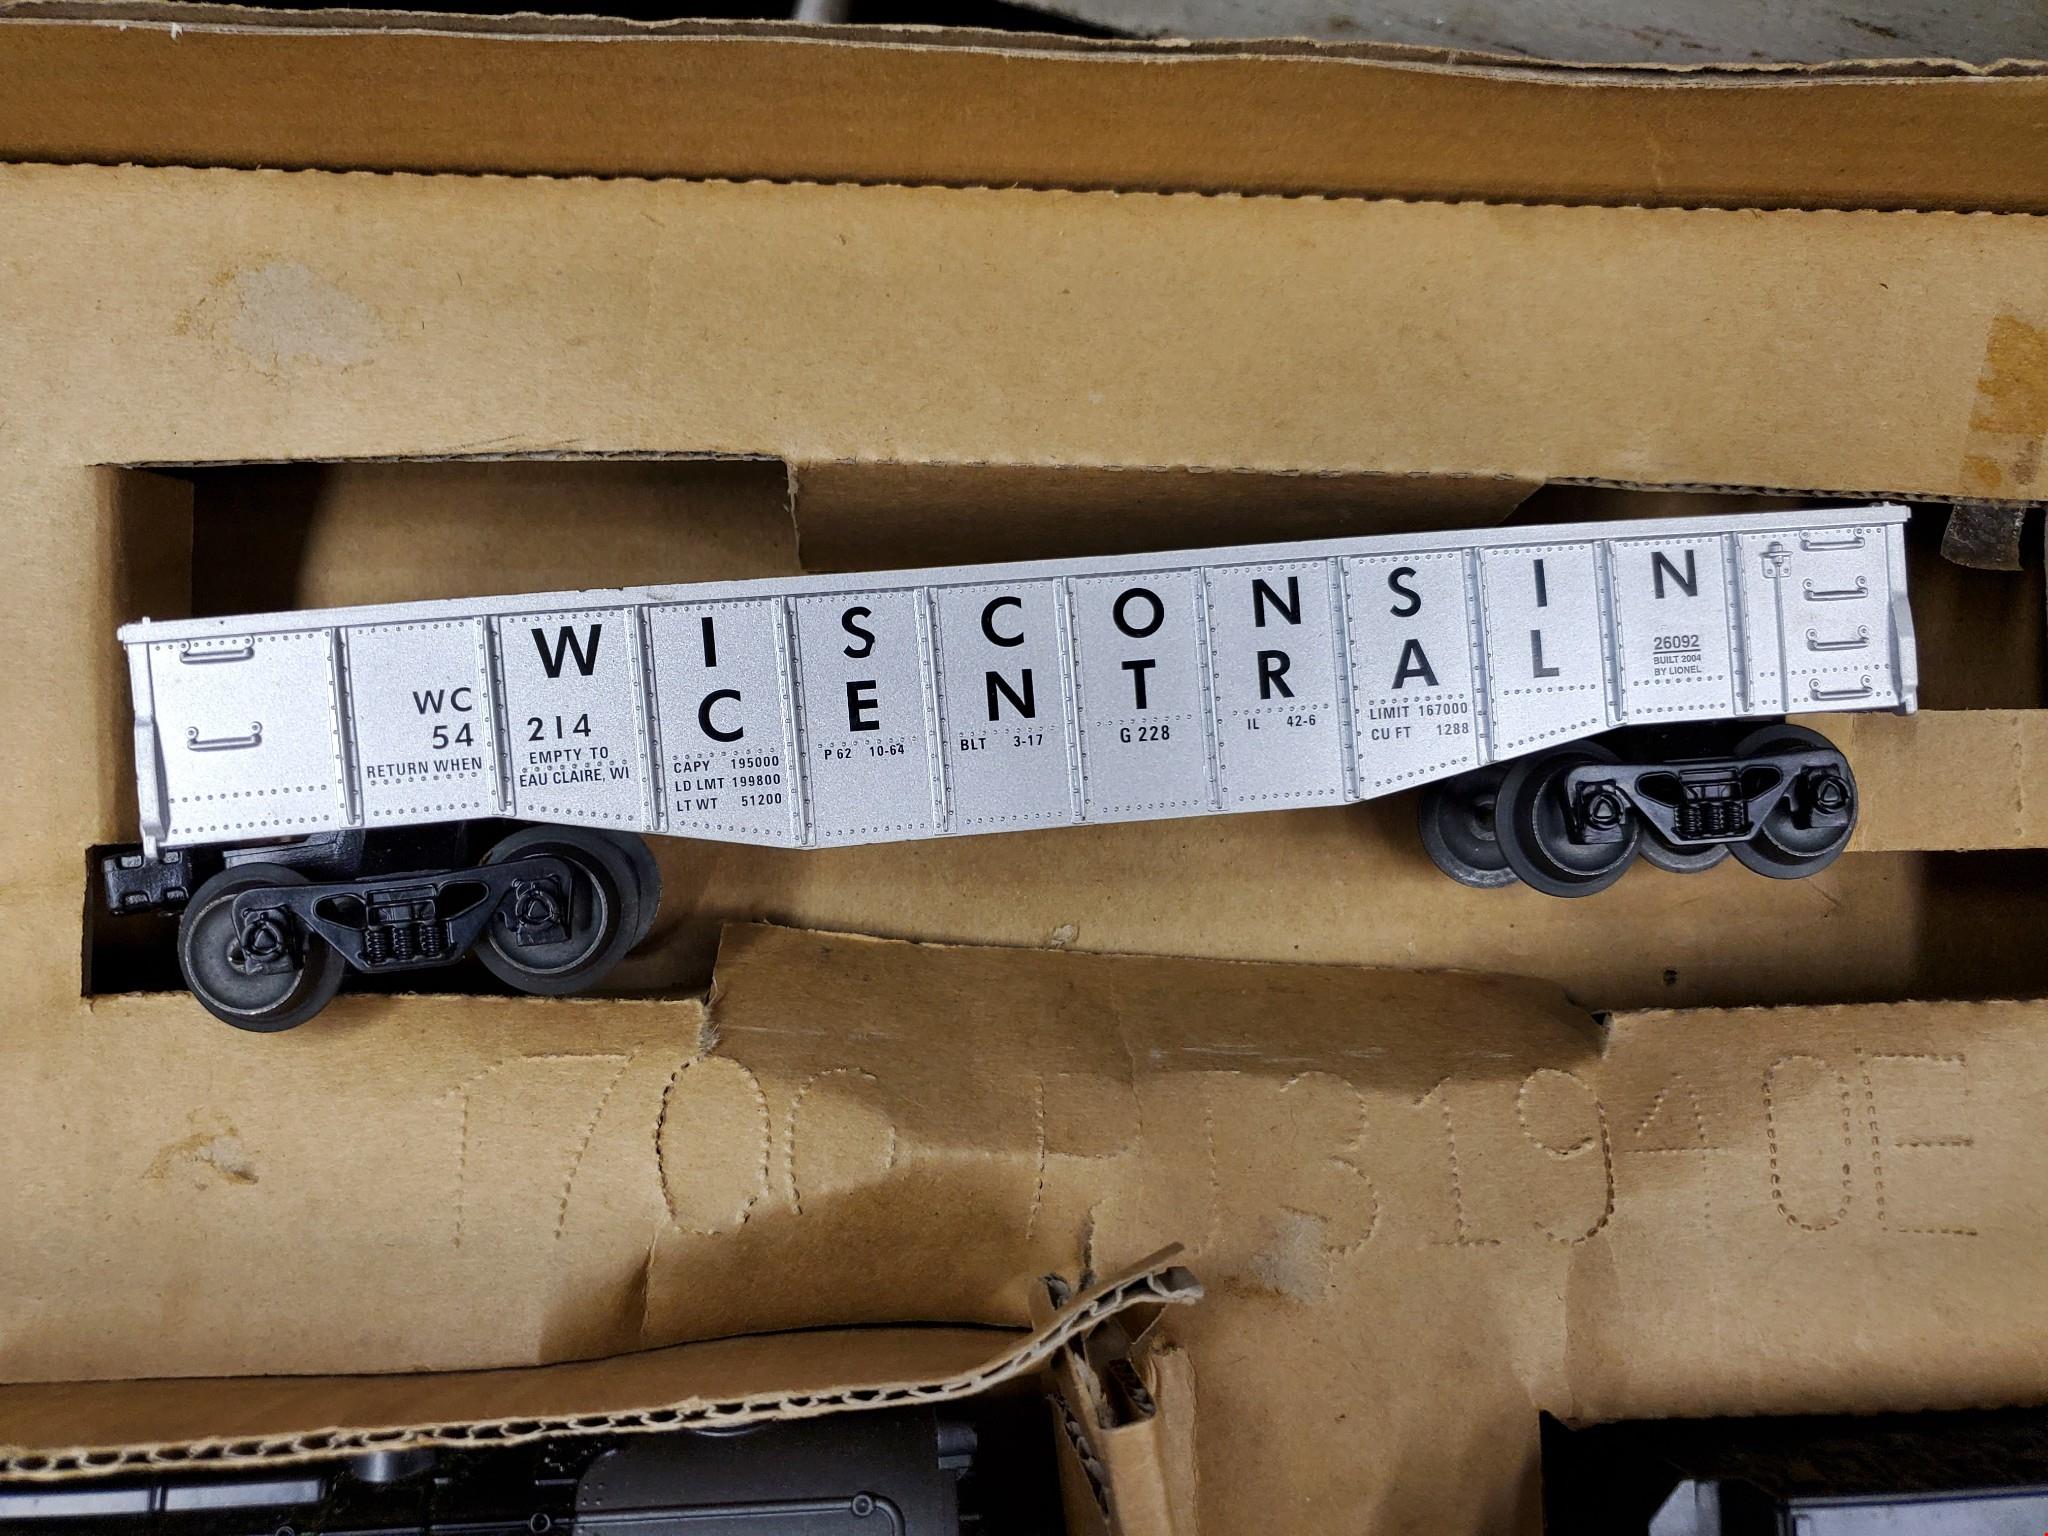 WISCONSIN
CENTRAL
WC
54 214
RETURN WHEN EMPTY TO
EAU CLAIRE, WI
CAPY 195000
LD LMT 199800
LT WT 51200
P 62 10-64
BLT 3-17
G 228
IL 42-6
LIMIT 167000
CU FT 1288
26092
BUILT 2004
BY LIONEL